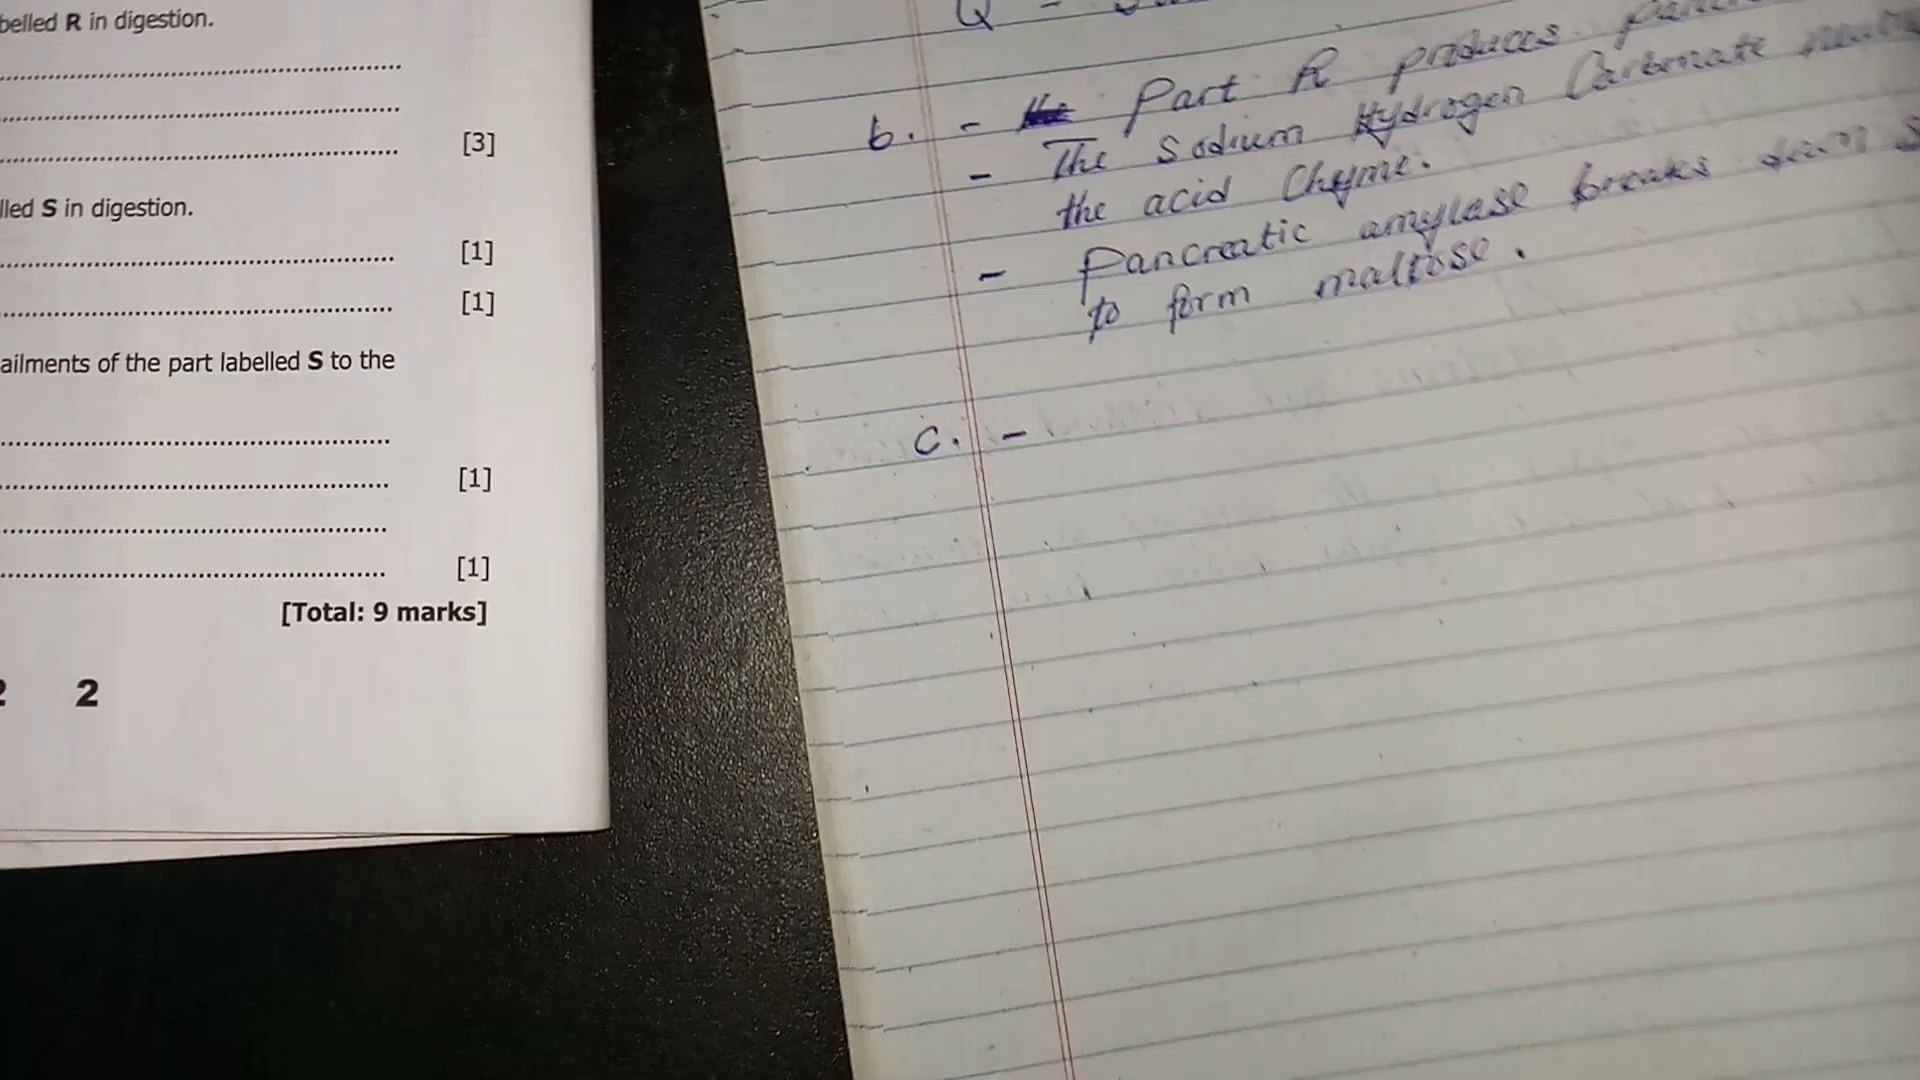 belled R in digestion.
[3]
lled S in digestion.
[1]
[1]
ailments of the part labelled S to the
[1]
[1]
[Total: 9 marks]
2
Q -
b. - Part R produces
- The Sodium Hydrogen Carbonate
the acid Chyme.
- Pancreatic amylase breaks down S
to form maltose.
c. -